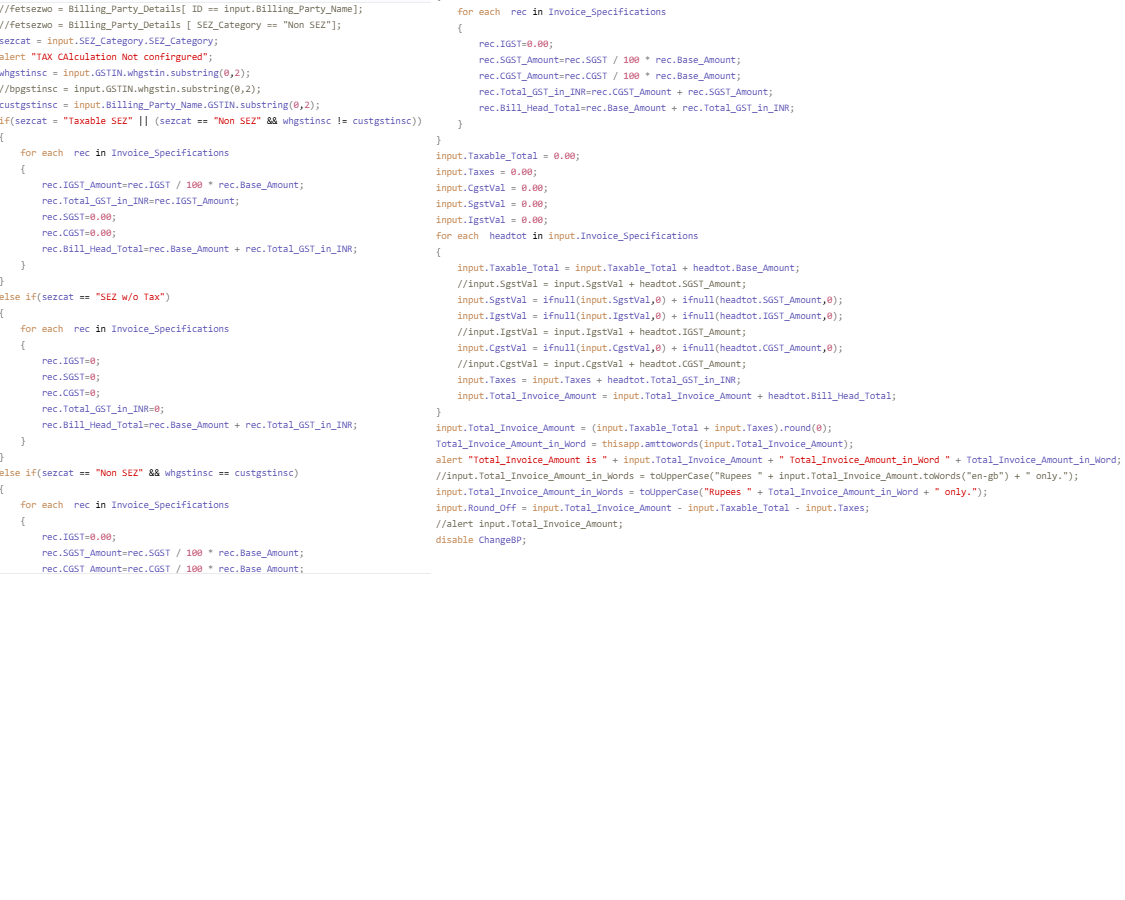 //fetsezwo = Billing_Party_Details[ ID == input.Billing_Party_Name];
//fetsezwo = Billing_Party_Details [ SEZ_Category == "Non SEZ"];
sezcat = input.SEZ_Category.SEZ_Category;
alert "TAX CAlculation Not confirgured";
whgstinsc = input.GSTIN.whgstin.substring(0,2);
//bpgstinsc = input.GSTIN.whgstin.substring(0,2);
custgstinsc = input.Billing_Party_Name.GSTIN.substring(0,2);
if(sezcat = "Taxable SEZ" || (sezcat == "Non SEZ" && whgstinsc != custgstinsc))
{
    for each  rec in Invoice_Specifications
    {
        rec.IGST_Amount=rec.IGST / 100 * rec.Base_Amount;
        rec.Total_GST_in_INR=rec.IGST_Amount;
        rec.SGST=0.00;
        rec.CGST=0.00;
        rec.Bill_Head_Total=rec.Base_Amount + rec.Total_GST_in_INR;
    }
}
else if(sezcat == "SEZ w/o Tax")
{
    for each  rec in Invoice_Specifications
    {
        rec.IGST=0;
        rec.SGST=0;
        rec.CGST=0;
        rec.Total_GST_in_INR=0;
        rec.Bill_Head_Total=rec.Base_Amount + rec.Total_GST_in_INR;
    }
}
else if(sezcat == "Non SEZ" && whgstinsc == custgstinsc)
{
    for each  rec in Invoice_Specifications
    {
        rec.IGST=0.00;
        rec.SGST_Amount=rec.SGST / 100 * rec.Base_Amount;
        rec.CGST_Amount=rec.CGST / 100 * rec.Base_Amount;
    for each  rec in Invoice_Specifications
    {
        rec.IGST=0.00;
        rec.SGST_Amount=rec.SGST / 100 * rec.Base_Amount;
        rec.CGST_Amount=rec.CGST / 100 * rec.Base_Amount;
        rec.Total_GST_in_INR=rec.CGST_Amount + rec.SGST_Amount;
        rec.Bill_Head_Total=rec.Base_Amount + rec.Total_GST_in_INR;
    }
}
input.Taxable_Total = 0.00;
input.Taxes = 0.00;
input.CgstVal = 0.00;
input.SgstVal = 0.00;
input.IgstVal = 0.00;
for each  headtot in input.Invoice_Specifications
{
    input.Taxable_Total = input.Taxable_Total + headtot.Base_Amount;
    //input.SgstVal = input.SgstVal + headtot.SGST_Amount;
    input.SgstVal = ifnull(input.SgstVal,0) + ifnull(headtot.SGST_Amount,0);
    input.IgstVal = ifnull(input.IgstVal,0) + ifnull(headtot.IGST_Amount,0);
    //input.IgstVal = input.IgstVal + headtot.IGST_Amount;
    input.CgstVal = ifnull(input.CgstVal,0) + ifnull(headtot.CGST_Amount,0);
    //input.CgstVal = input.CgstVal + headtot.CGST_Amount;
    input.Taxes = input.Taxes + headtot.Total_GST_in_INR;
    input.Total_Invoice_Amount = input.Total_Invoice_Amount + headtot.Bill_Head_Total;
}
input.Total_Invoice_Amount = (input.Taxable_Total + input.Taxes).round(0);
Total_Invoice_Amount_in_Word = thisapp.amttowords(input.Total_Invoice_Amount);
alert "Total_Invoice_Amount is " + input.Total_Invoice_Amount + " Total_Invoice_Amount_in_Word " + Total_Invoice_Amount_in_Word;
//input.Total_Invoice_Amount_in_Words = toUpperCase("Rupees " + input.Total_Invoice_Amount.toWords("en-gb") + " only.");
input.Total_Invoice_Amount_in_Words = toUpperCase("Rupees " + Total_Invoice_Amount_in_Word + " only.");
input.Round_Off = input.Total_Invoice_Amount - input.Taxable_Total - input.Taxes;
//alert input.Total_Invoice_Amount;
disable ChangeBP;